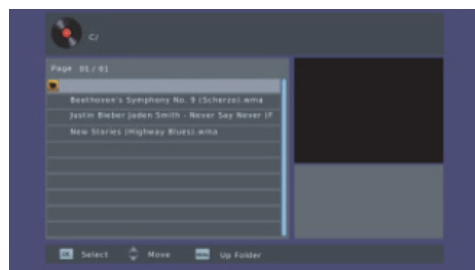 C/
Page 01/01
Beethoven's Symphony No. 9 (Scherzo).wma
Justin Bieber Jaden Smith - Never Say Never (F
New Stories (Highway Blues).wma
OK Select Move MENU Up Folder